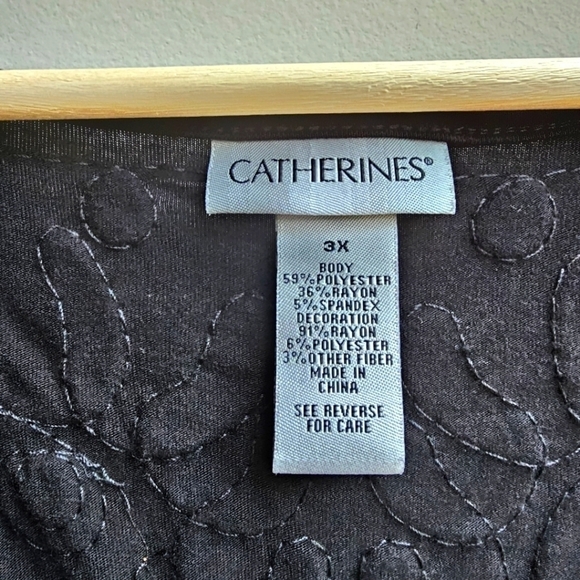 CATHERINES®
3X
BODY
59%POLYESTER
36%RAYON
5%SPANDEX
DECORATION
91%RAYON
6%POLYESTER
3%OTHER FIBER
MADE IN
CHINA
SEE REVERSE
FOR CARE